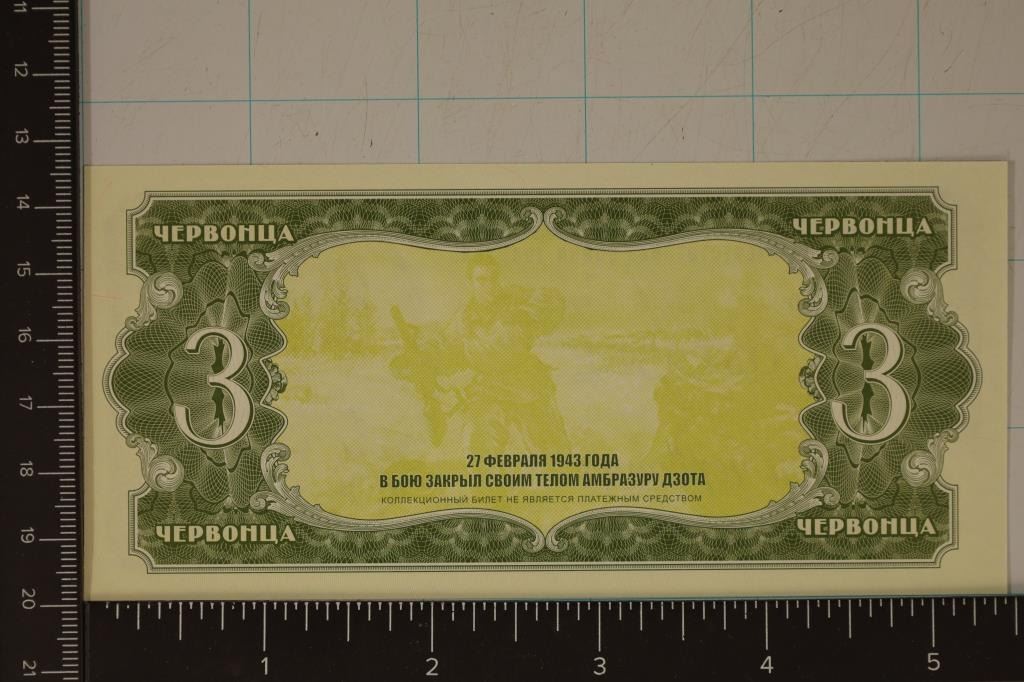 11
12
13
14
15
16
17
18
19
20
21
ЧЕРВОНЦА
ЧЕРВОНЦА
3
3
27 ФЕВРАЛЯ 1943 ГОДА
В БОЮ ЗАКРЫЛ СВОИМ ТЕЛОМ АМБРАЗУРУ ДЗОТА
КОЛЛЕКЦИОННЫЙ БИЛЕТ НЕ ЯВЛЯЕТСЯ ПЛАТЕЖНЫМ СРЕДСТВОМ
ЧЕРВОНЦА
ЧЕРВОНЦА
1
2
3
4
5